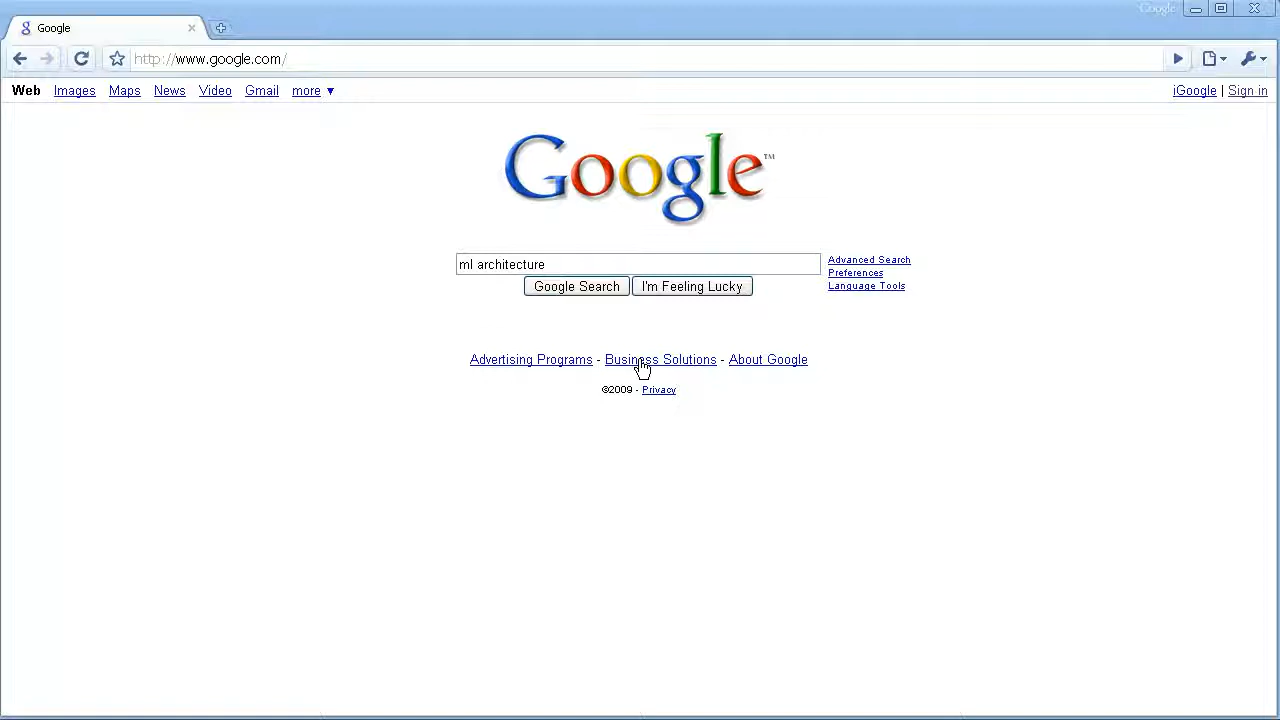 Google
Google
http://www.google.com/
Web Images Maps News Video Gmail more ▼
iGoogle | Sign in
Google™
ml architecture
Advanced Search
Preferences
Language Tools
Google Search I'm Feeling Lucky
Advertising Programs - Business Solutions - About Google
©2009 - Privacy